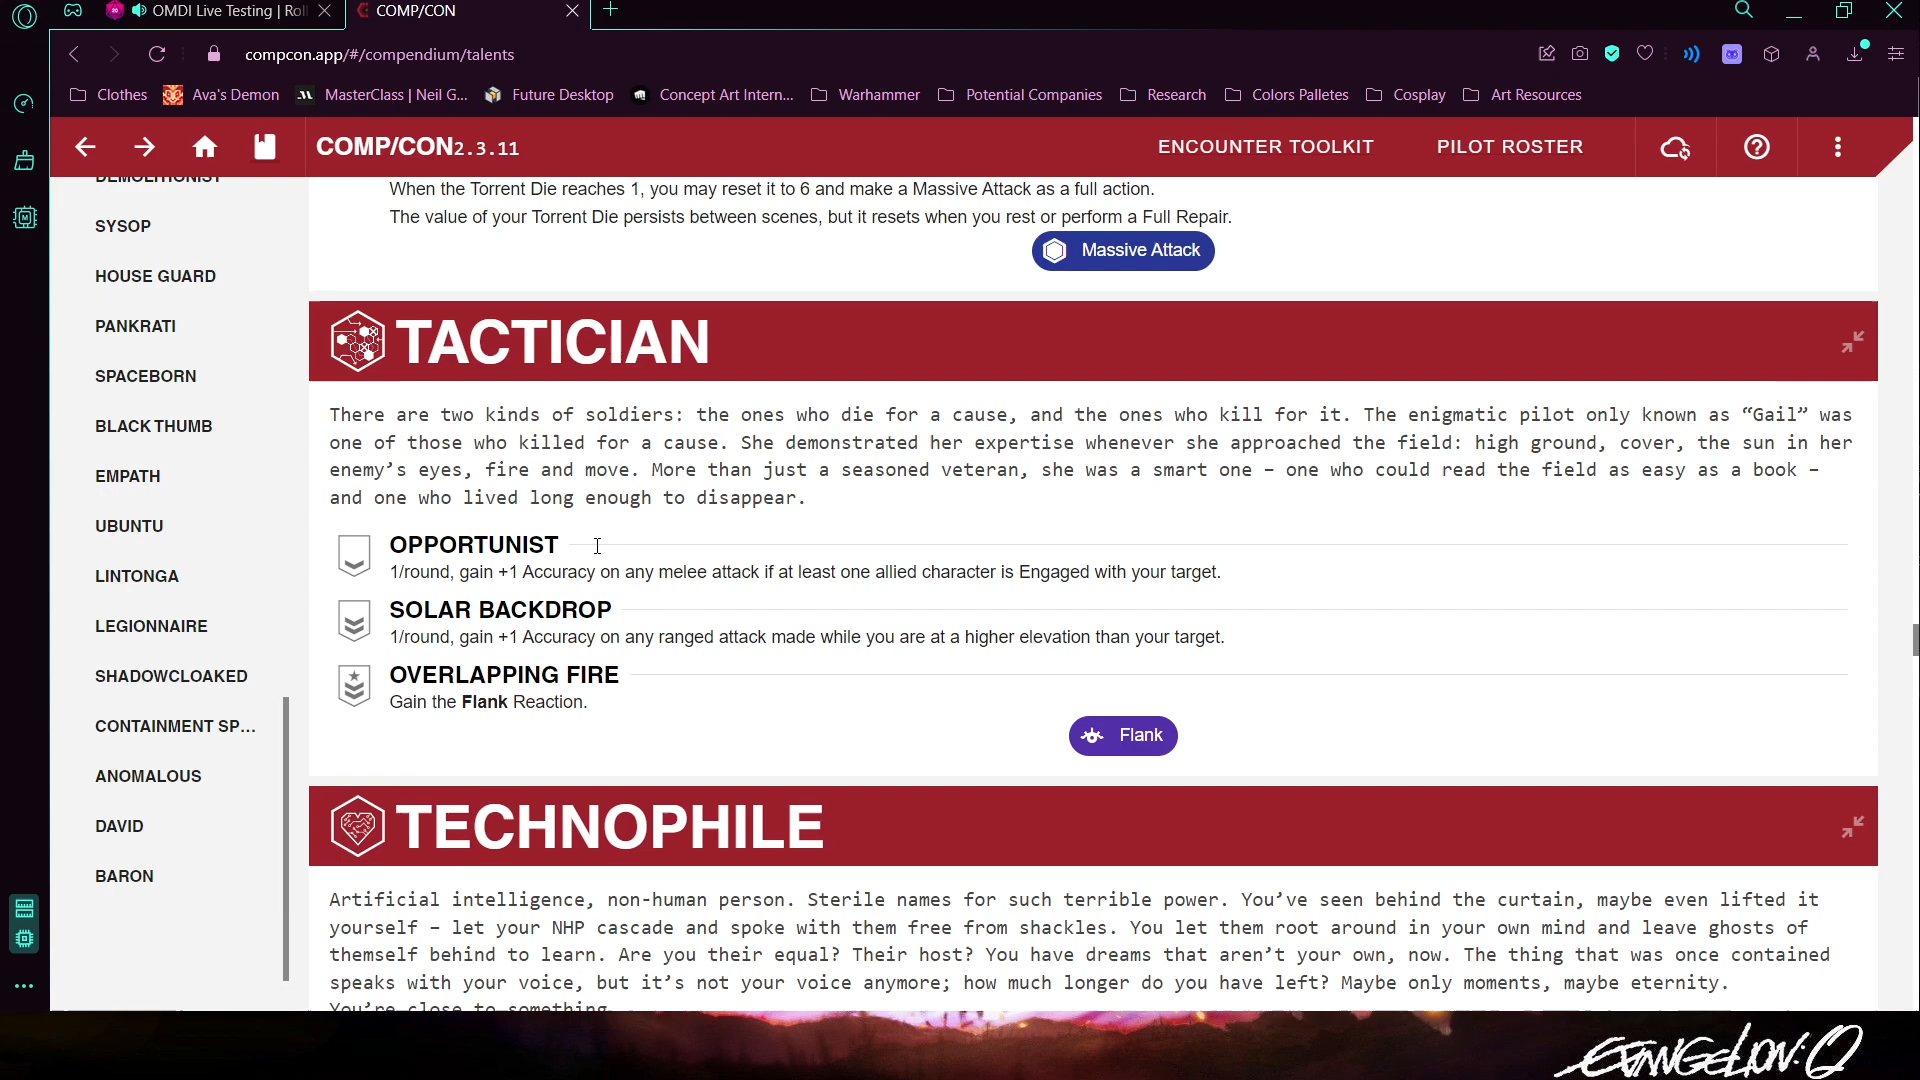 OMDI Live Testing | Rol
COMP/CON
compcon.app/#/compendium/talents
Clothes
Ava's Demon
MasterClass | Neil G...
Future Desktop
Concept Art Intern...
Warhammer
Potential Companies
Research
Colors Palletes
Cosplay
Art Resources
COMP/CON2.3.11
ENCOUNTER TOOLKIT
PILOT ROSTER
DEMOLITIONIST
SYSOP
HOUSE GUARD
PANKRATI
SPACEBORN
BLACK THUMB
EMPATH
UBUNTU
LINTONGA
LEGIONNAIRE
SHADOWCLOAKED
CONTAINMENT SP...
ANOMALOUS
DAVID
BARON
When the Torrent Die reaches 1, you may reset it to 6 and make a Massive Attack as a full action.
The value of your Torrent Die persists between scenes, but it resets when you rest or perform a Full Repair.
Massive Attack
TACTICIAN
There are two kinds of soldiers: the ones who die for a cause, and the ones who kill for it. The enigmatic pilot only known as “Gail” was
one of those who killed for a cause. She demonstrated her expertise whenever she approached the field: high ground, cover, the sun in her
enemy’s eyes, fire and move. More than just a seasoned veteran, she was a smart one – one who could read the field as easy as a book –
and one who lived long enough to disappear.
OPPORTUNIST
1/round, gain +1 Accuracy on any melee attack if at least one allied character is Engaged with your target.
SOLAR BACKDROP
1/round, gain +1 Accuracy on any ranged attack made while you are at a higher elevation than your target.
OVERLAPPING FIRE
Gain the Flank Reaction.
Flank
TECHNOPHILE
Artificial intelligence, non-human person. Sterile names for such terrible power. You’ve seen behind the curtain, maybe even lifted it
yourself – let your NHP cascade and spoke with them free from shackles. You let them root around in your own mind and leave ghosts of
themself behind to learn. Are you their equal? Their host? You have dreams that aren’t your own, now. The thing that was once contained
speaks with your voice, but it’s not your voice anymore; how much longer do you have left? Maybe only moments, maybe eternity.
You’re close to something.
EVANGELION:Q